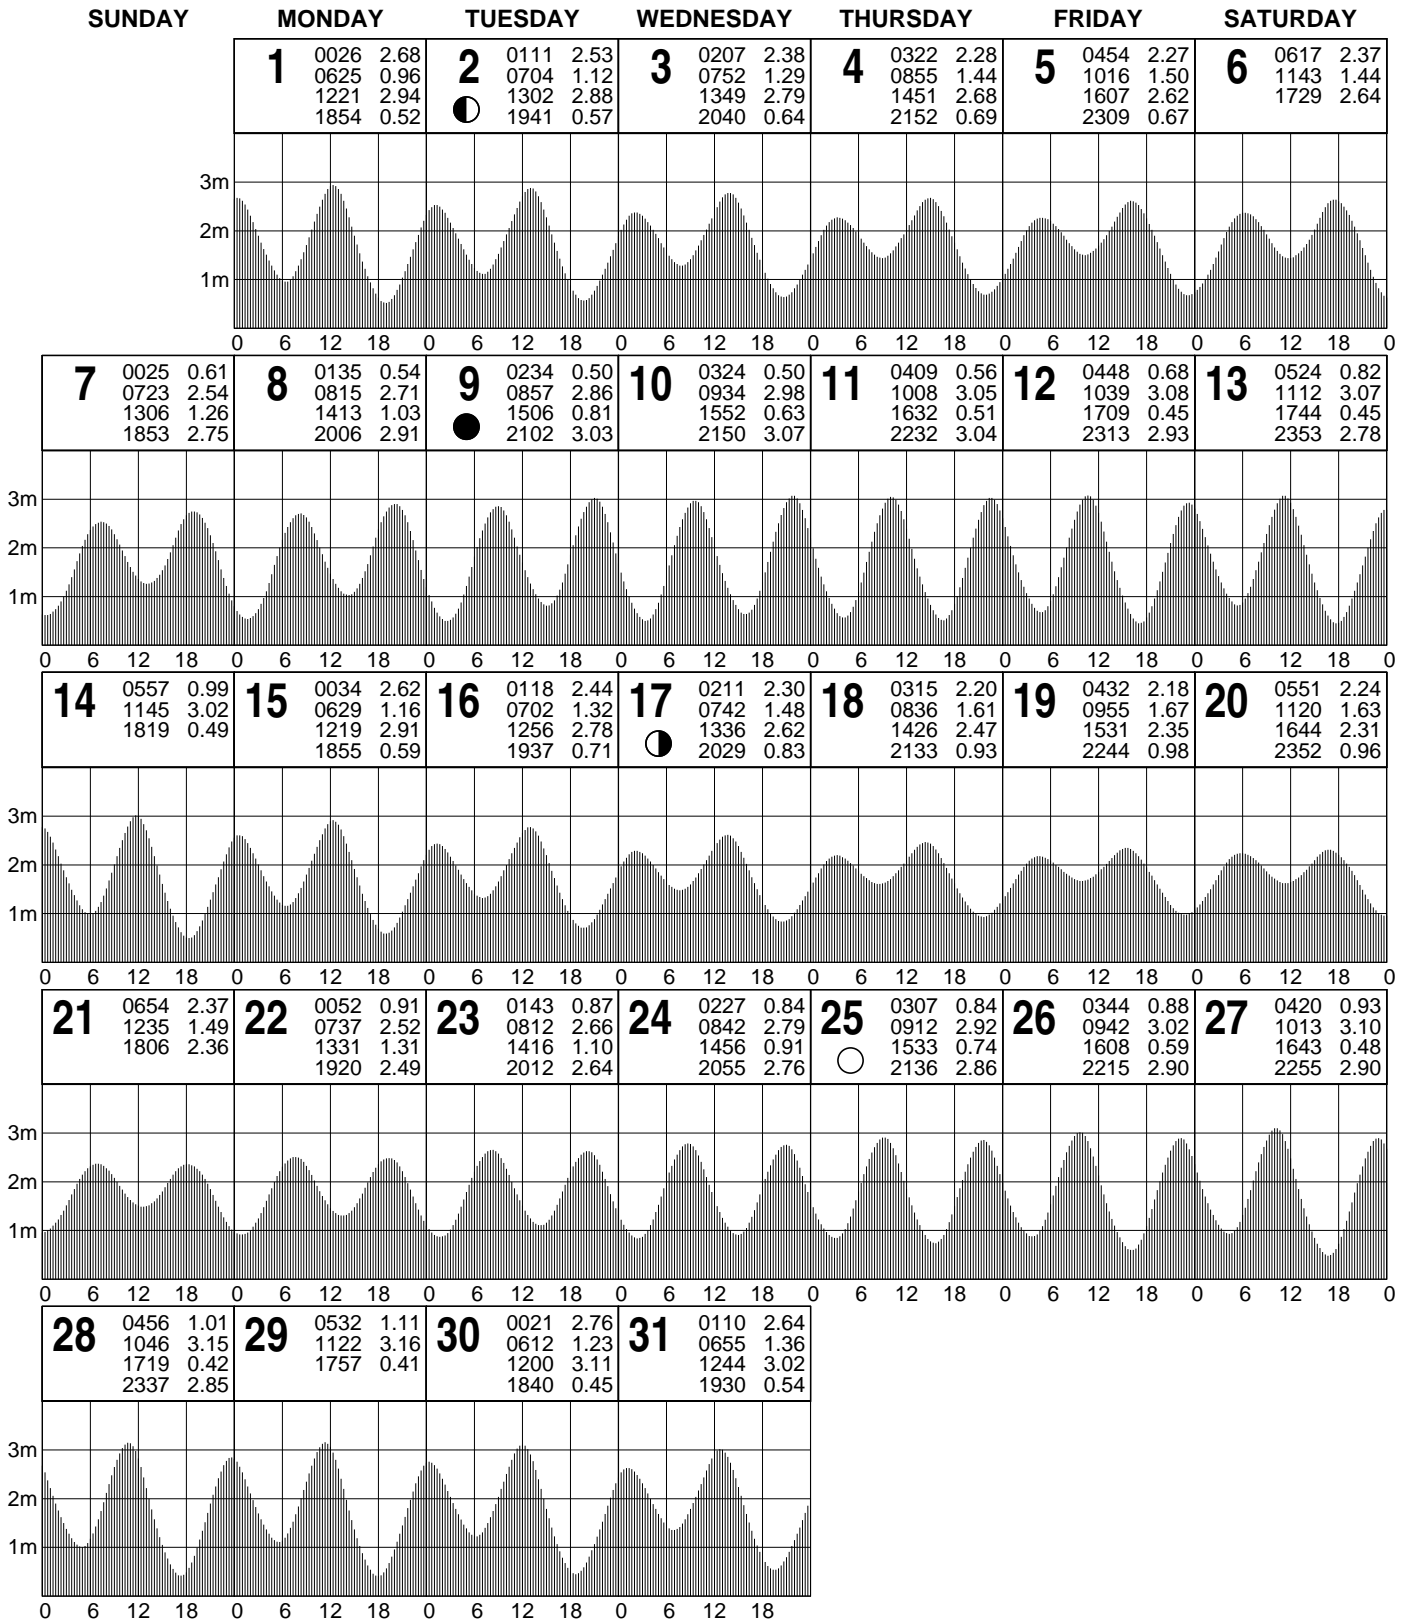 SUNDAY MONDAY TUESDAY WEDNESDAY THURSDAY FRIDAY SATURDAY
1 0026 2.68 2 0111 2.53 3 0207 2.38 4 0322 2.28 5 0454 2.27 6 0617 2.37
0625 0.96 0704 1.12 0752 1.29 0855 1.44 1016 1.50 1143 1.44
1221 2.94 1302 2.88 1349 2.79 1451 2.68 1607 2.62 1729 2.64
1854 0.52 1941 0.57 2040 0.64 2152 0.69 2309 0.67
3m
2m
1m
0 6 12 18 0 6 12 18 0 6 12 18 0 6 12 18 0 6 12 18 0 6 12 18 0
7 0025 0.61 8 0135 0.54 9 0234 0.50 10 0324 0.50 11 0409 0.56 12 0448 0.68 13 0524 0.82
0723 2.54 0815 2.71 0857 2.86 0934 2.98 1008 3.05 1039 3.08 1112 3.07
1306 1.26 1413 1.03 1506 0.81 1552 0.63 1632 0.51 1709 0.45 1744 0.45
1853 2.75 2006 2.91 2102 3.03 2150 3.07 2232 3.04 2313 2.93 2353 2.78
3m
2m
1m
0 6 12 18 0 6 12 18 0 6 12 18 0 6 12 18 0 6 12 18 0 6 12 18 0 6 12 18 0
14 0557 0.99 15 0034 2.62 16 0118 2.44 17 0211 2.30 18 0315 2.20 19 0432 2.18 20 0551 2.24
1145 3.02 0629 1.16 0702 1.32 0742 1.48 0836 1.61 0955 1.67 1120 1.63
1819 0.49 1219 2.91 1256 2.78 1336 2.62 1426 2.47 1531 2.35 1644 2.31
1855 0.59 1937 0.71 2029 0.83 2133 0.93 2244 0.98 2352 0.96
3m
2m
1m
0 6 12 18 0 6 12 18 0 6 12 18 0 6 12 18 0 6 12 18 0 6 12 18 0 6 12 18 0
21 0654 2.37 22 0052 0.91 23 0143 0.87 24 0227 0.84 25 0307 0.84 26 0344 0.88 27 0420 0.93
1235 1.49 0737 2.52 0812 2.66 0842 2.79 0912 2.92 0942 3.02 1013 3.10
1806 2.36 1331 1.31 1416 1.10 1456 0.91 1533 0.74 1608 0.59 1643 0.48
1920 2.49 2012 2.64 2055 2.76 2136 2.86 2215 2.90 2255 2.90
3m
2m
1m
0 6 12 18 0 6 12 18 0 6 12 18 0 6 12 18 0 6 12 18 0 6 12 18 0 6 12 18 0
28 0456 1.01 29 0532 1.11 30 0021 2.76 31 0110 2.64
1046 3.15 1122 3.16 0612 1.23 0655 1.36
1719 0.42 1757 0.41 1200 3.11 1244 3.02
2337 2.85 1840 0.45 1930 0.54
3m
2m
1m
0 6 12 18 0 6 12 18 0 6 12 18 0 6 12 18